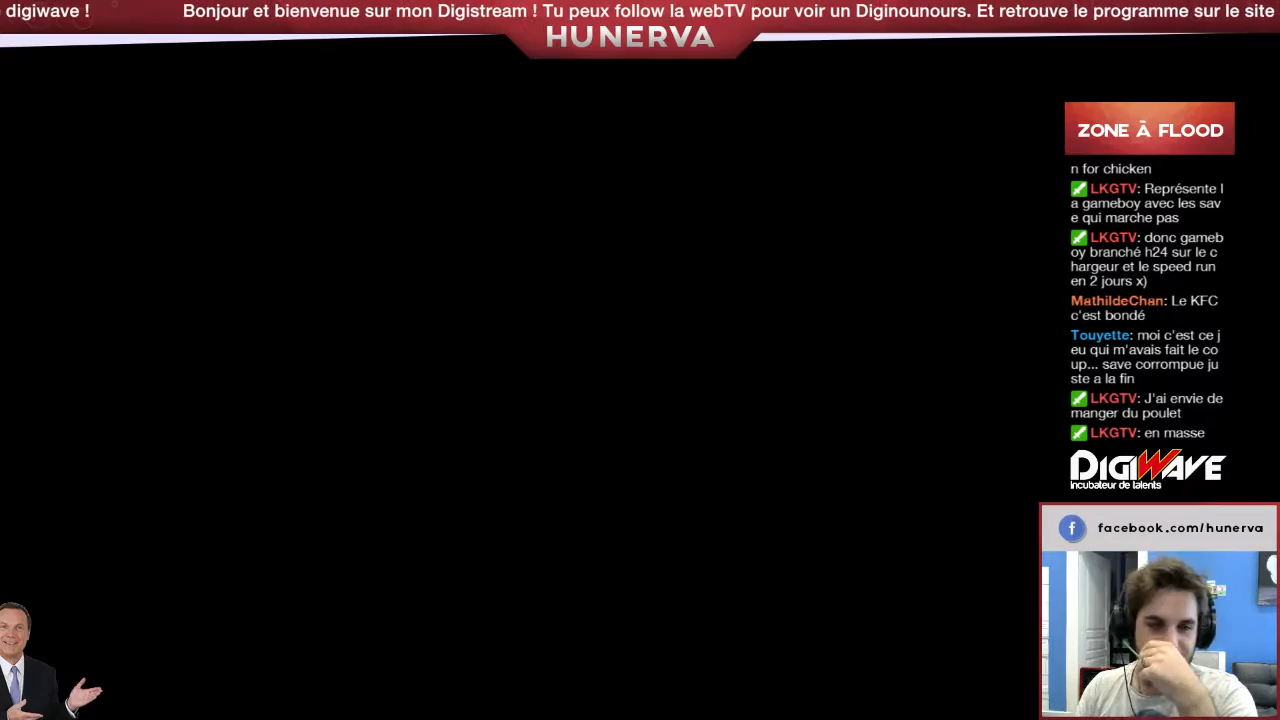 digiwave ! Bonjour et bienvenue sur mon Digistream ! Tu peux follow la webTV pour voir un Diginounours. Et retrouve le programme sur le site
HUNERVA
ZONE À FLOOD
n for chicken
LKGTV: Représente l
a gameboy avec les sav
e qui marche pas
LKGTV: donc gameb
oy branché h24 sur le c
hargeur et le speed run
en 2 jours x)
MathildeChan: Le KFC
c'est bondé
Touyette: moi c'est ce j
eu qui m'avais fait le co
up... save corrompue ju
ste a la fin
LKGTV: J'ai envie de
manger du poulet
LKGTV: en masse
DIGIWAVE
Incubateur de talents
f facebook.com/hunerva